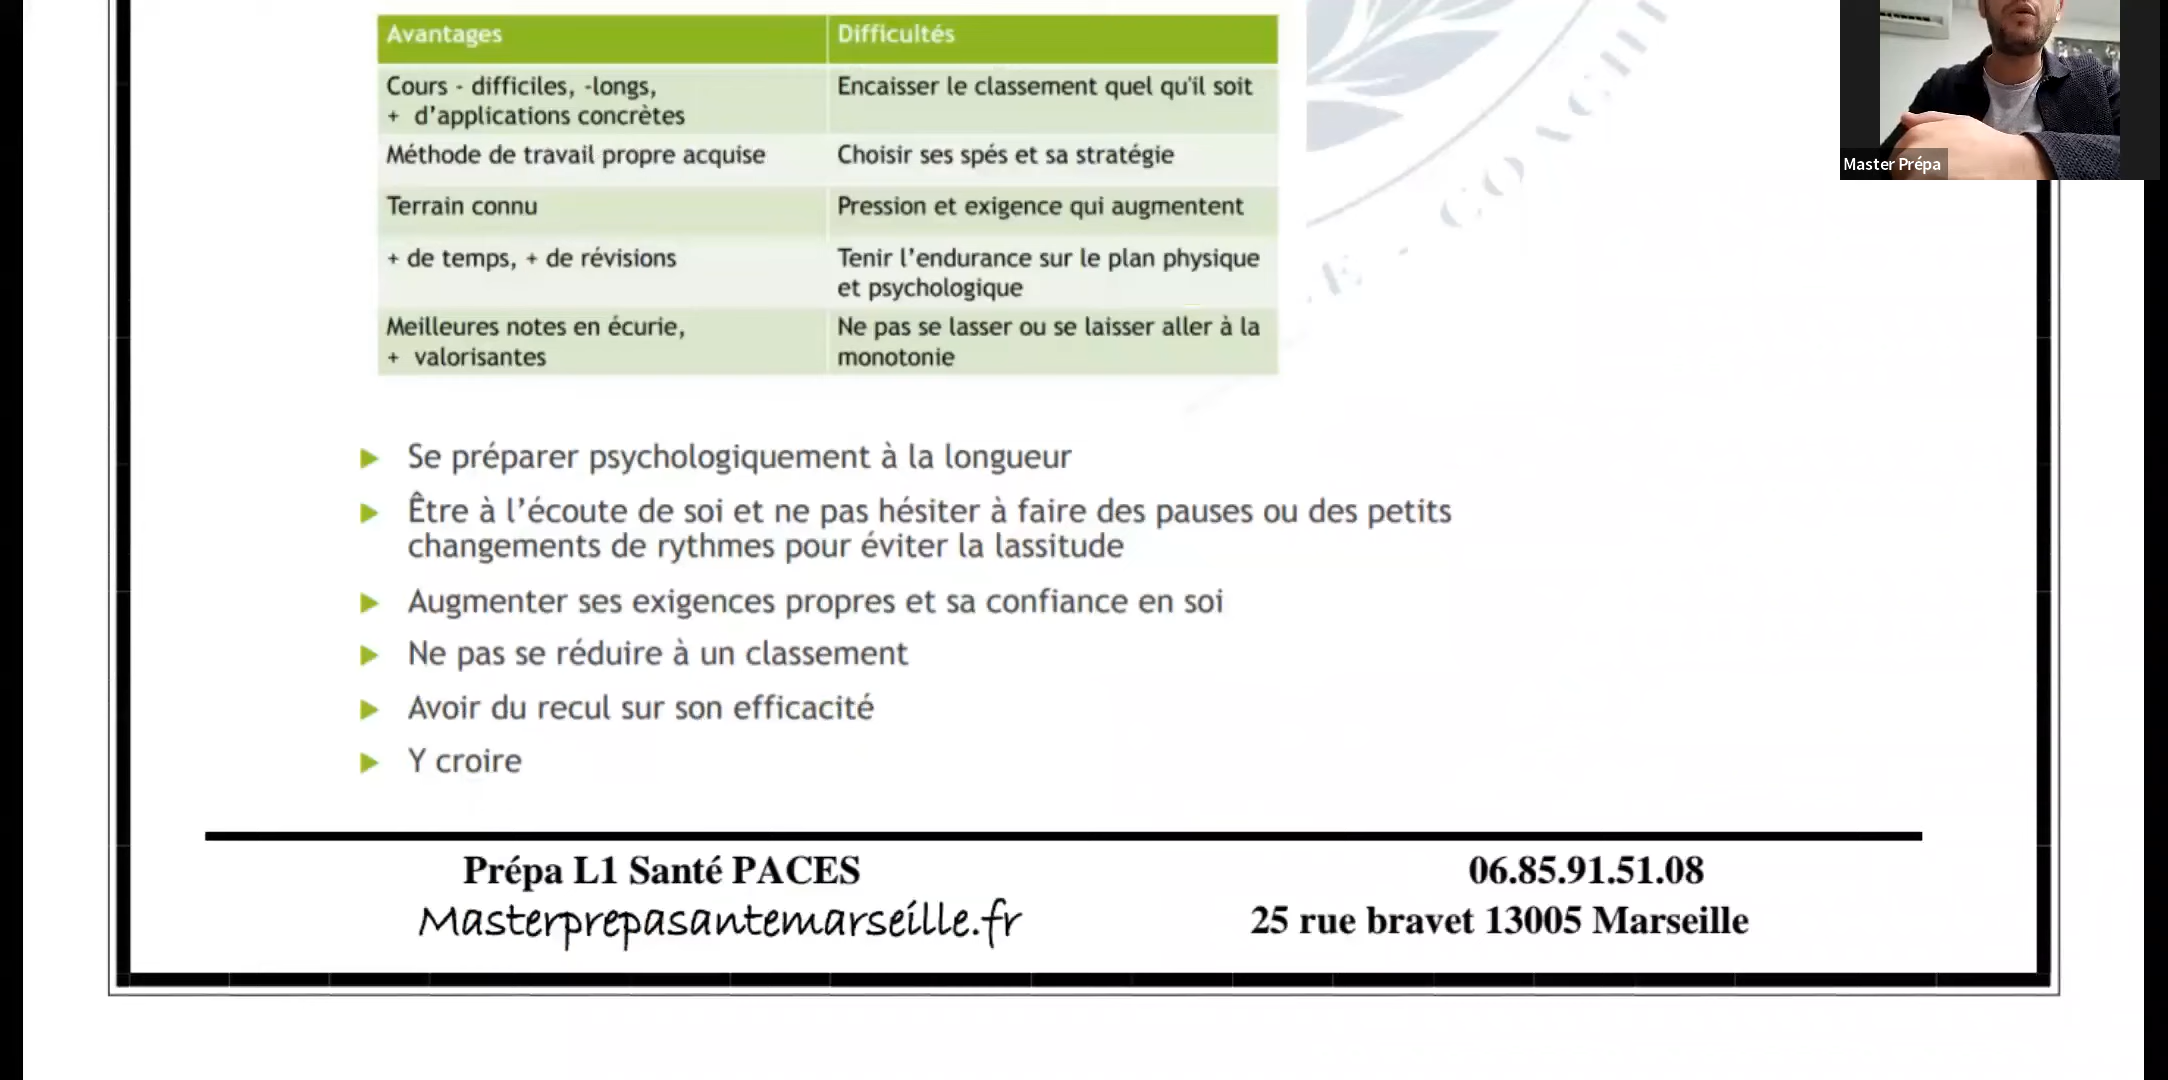 Avantages Difficultés
Cours - difficiles, -longs, Encaisser le classement quel qu'il soit
+ d’applications concrètes
Méthode de travail propre acquise Choisir ses spés et sa stratégie
Terrain connu Pression et exigence qui augmentent
+ de temps, + de révisions Tenir l’endurance sur le plan physique
et psychologique
Meilleures notes en écurie, Ne pas se lasser ou se laisser aller à la
+ valorisantes monotonie
Se préparer psychologiquement à la longueur
Être à l’écoute de soi et ne pas hésiter à faire des pauses ou des petits
changements de rythmes pour éviter la lassitude
Augmenter ses exigences propres et sa confiance en soi
Ne pas se réduire à un classement
Avoir du recul sur son efficacité
Y croire
Prépa L1 Santé PACES 06.85.91.51.08
Masterprepasantemarseille.fr 25 rue bravet 13005 Marseille
Master Prépa